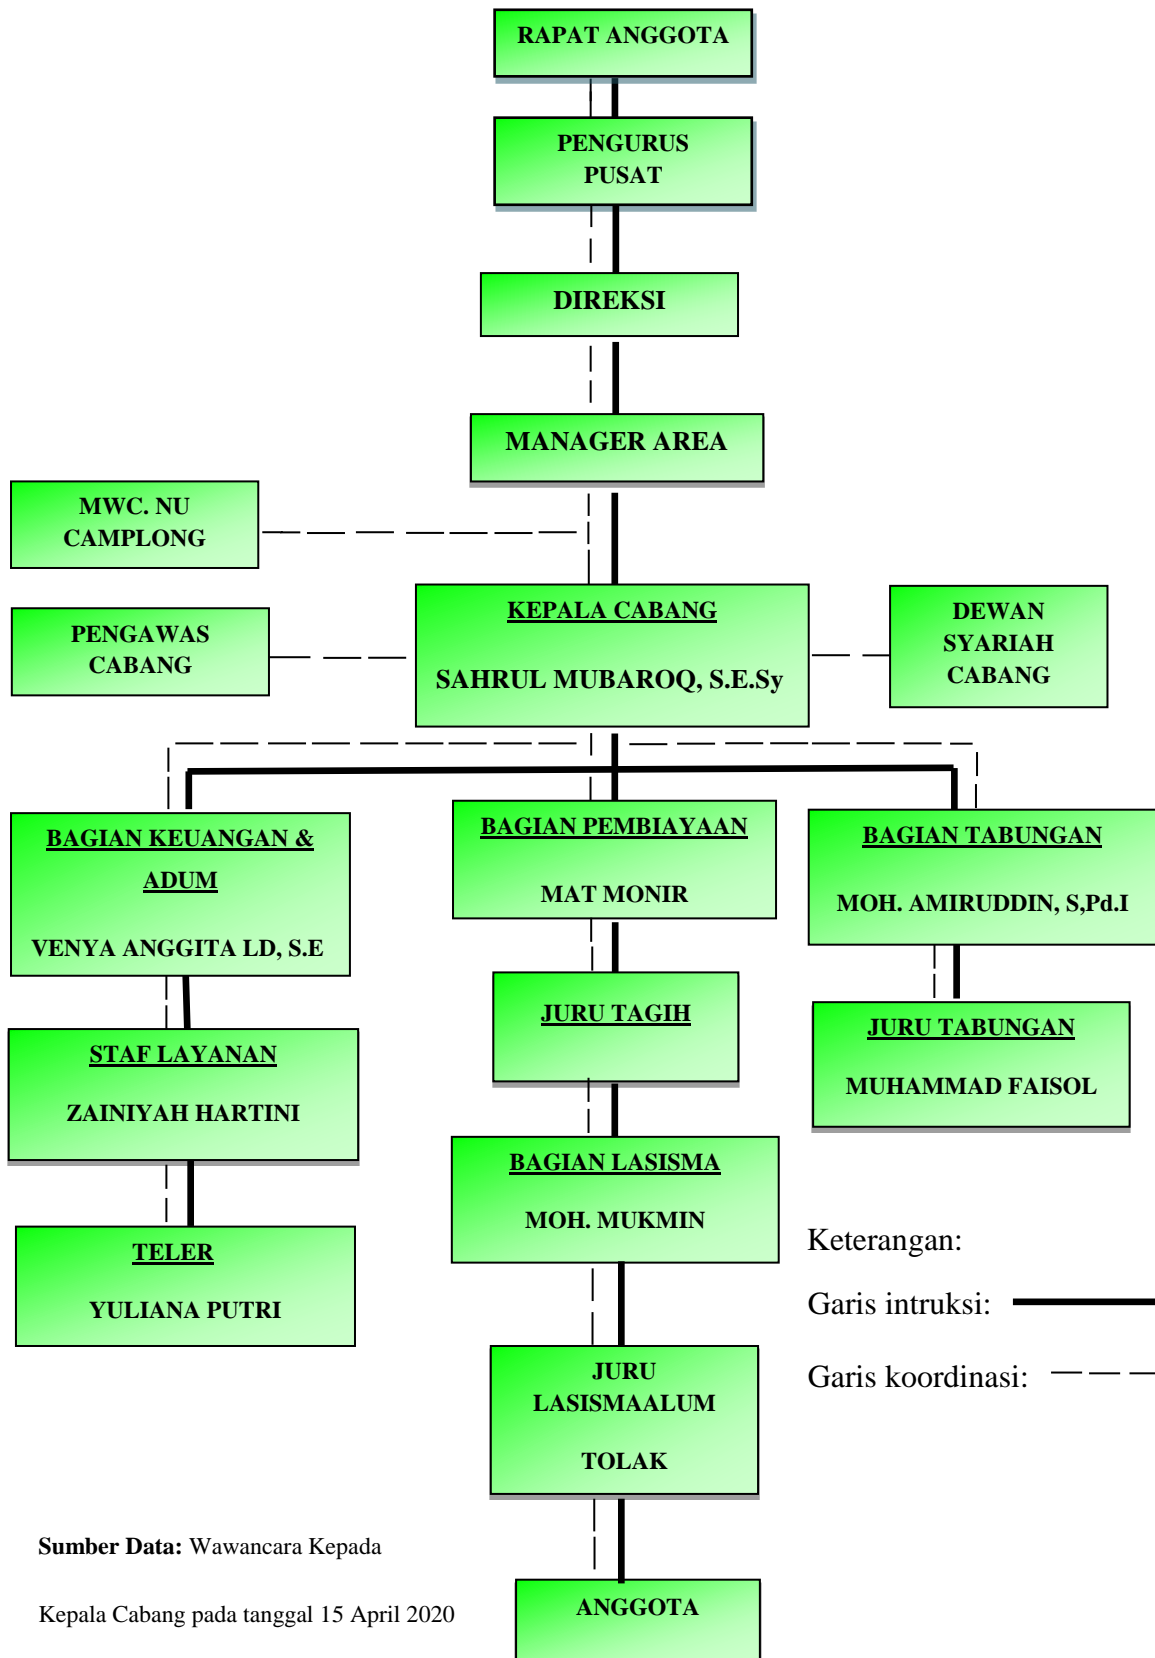 RAPAT ANGGOTA
PENGURUS
PUSAT
DIREKSI
MANAGER AREA
MWC. NU
CAMPLONG
KEPALA CABANG
SAHRUL MUBAROQ, S.E.Sy
PENGAWAS
CABANG
DEWAN
SYARIAH
CABANG
BAGIAN KEUANGAN &
ADUM
VENYA ANGGITA LD, S.E
BAGIAN PEMBIAYAAN
MAT MONIR
BAGIAN TABUNGAN
MOH. AMIRUDDIN, S,Pd.I
JURU TAGIH
JURU TABUNGAN
MUHAMMAD FAISOL
STAF LAYANAN
ZAINIYAH HARTINI
BAGIAN LASISMA
MOH. MUKMIN
TELER
YULIANA PUTRI
Keterangan:
Garis intruksi:
Garis koordinasi:
JURU
LASISMAALUM
TOLAK
Sumber Data: Wawancara Kepada
Kepala Cabang pada tanggal 15 April 2020
ANGGOTA